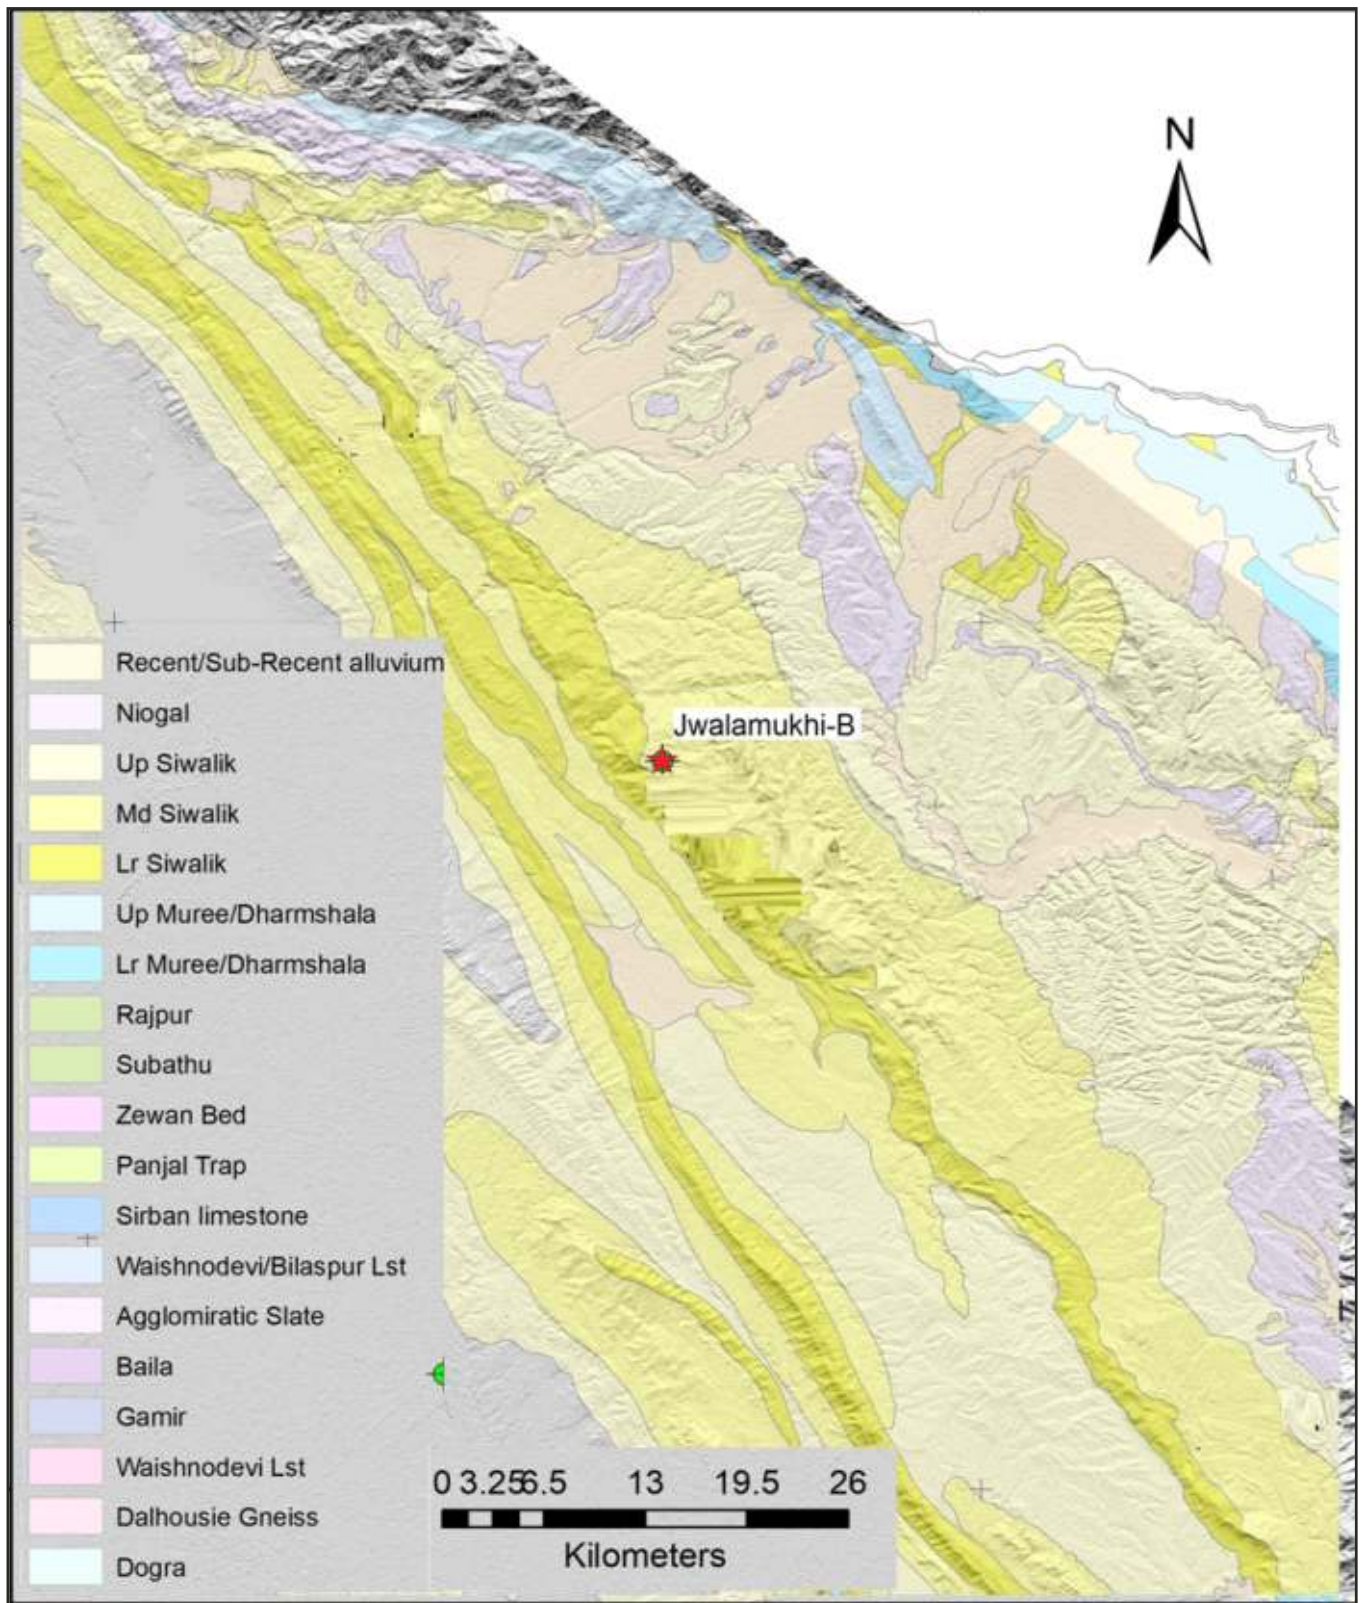 N
Jwalamukhi-B
Recent/Sub-Recent alluvium
Niogal
Up Siwalik
Md Siwalik
Lr Siwalik
Up Muree/Dharmshala
Lr Muree/Dharmshala
Rajpur
Subathu
Zewan Bed
Panjal Trap
Sirban limestone
Waishnodevi/Bilaspur Lst
Agglomiratic Slate
Baila
Gamir
Waishnodevi Lst
Dalhousie Gneiss
Dogra
0 3.25 6.5 13 19.5 26
Kilometers